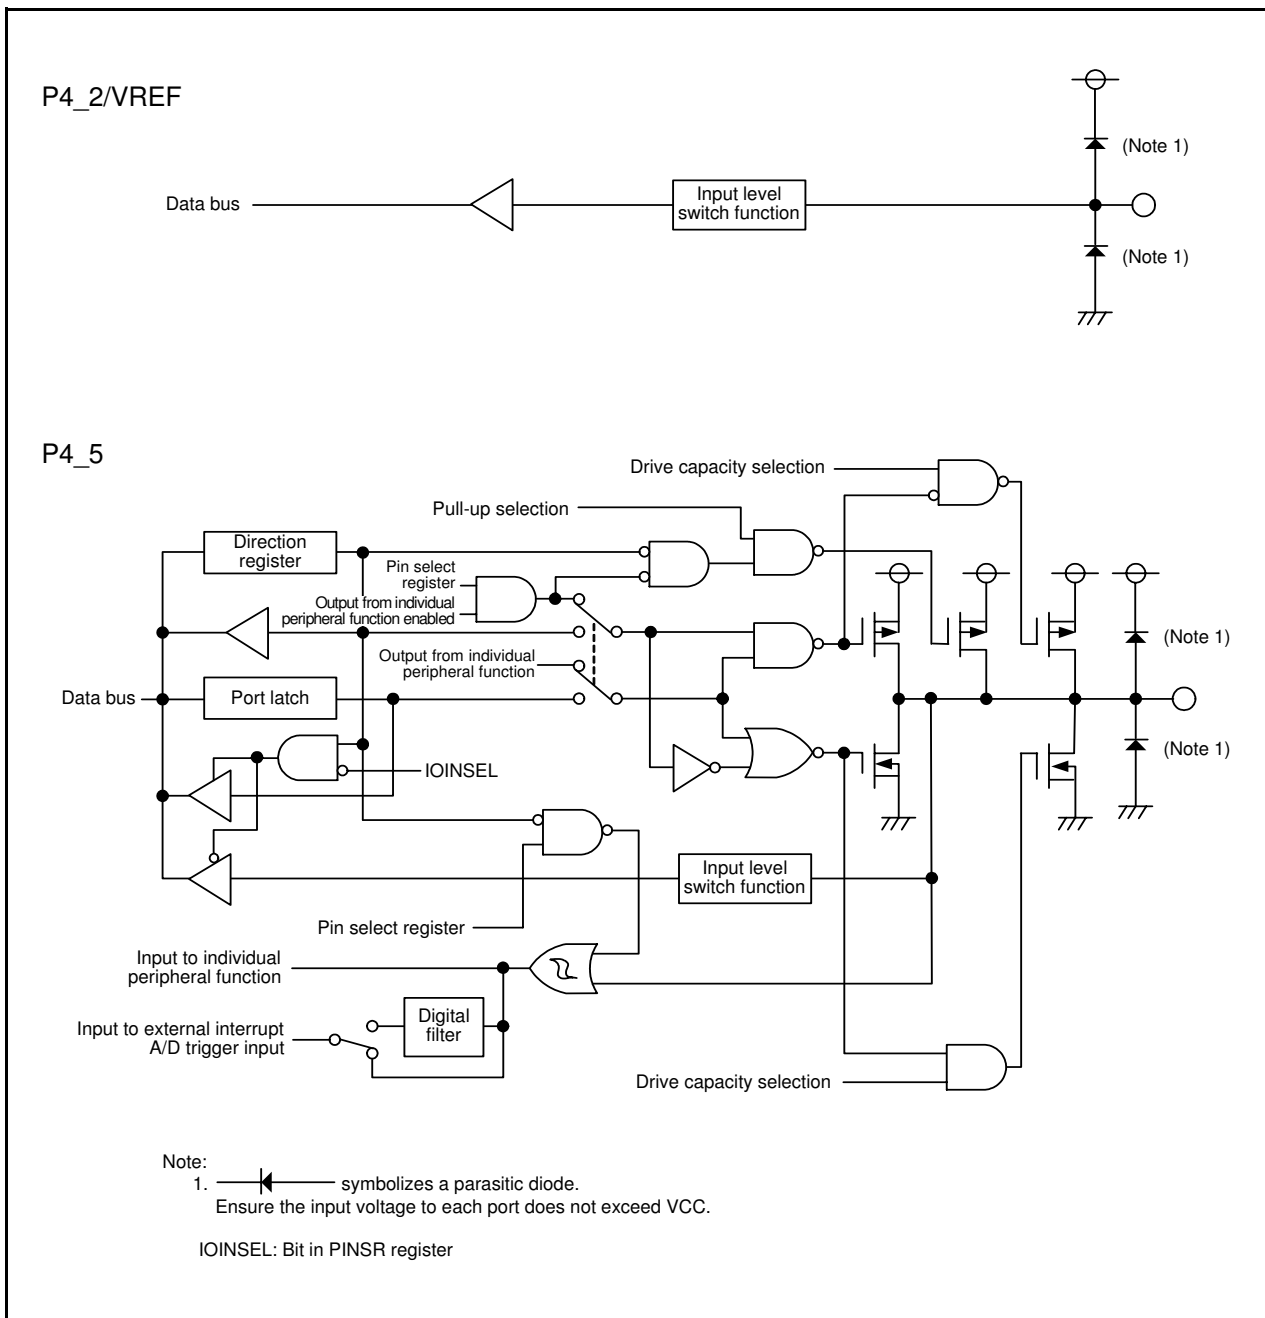 P4_2/VREF
(Note 1)
Data bus
Input level
switch function
(Note 1)
P4_5
Drive capacity selection
Pull-up selection
Direction
register
Pin select
register
Output from individual
peripheral function enabled
Output from individual
peripheral function
(Note 1)
Data bus
Port latch
(Note 1)
IOINSEL
Input level
switch function
Pin select register
Input to individual
peripheral function
Digital
filter
Input to external interrupt
A/D trigger input
Drive capacity selection
Note:
1. symbolizes a parasitic diode.
Ensure the input voltage to each port does not exceed VCC.
IOINSEL: Bit in PINSR register